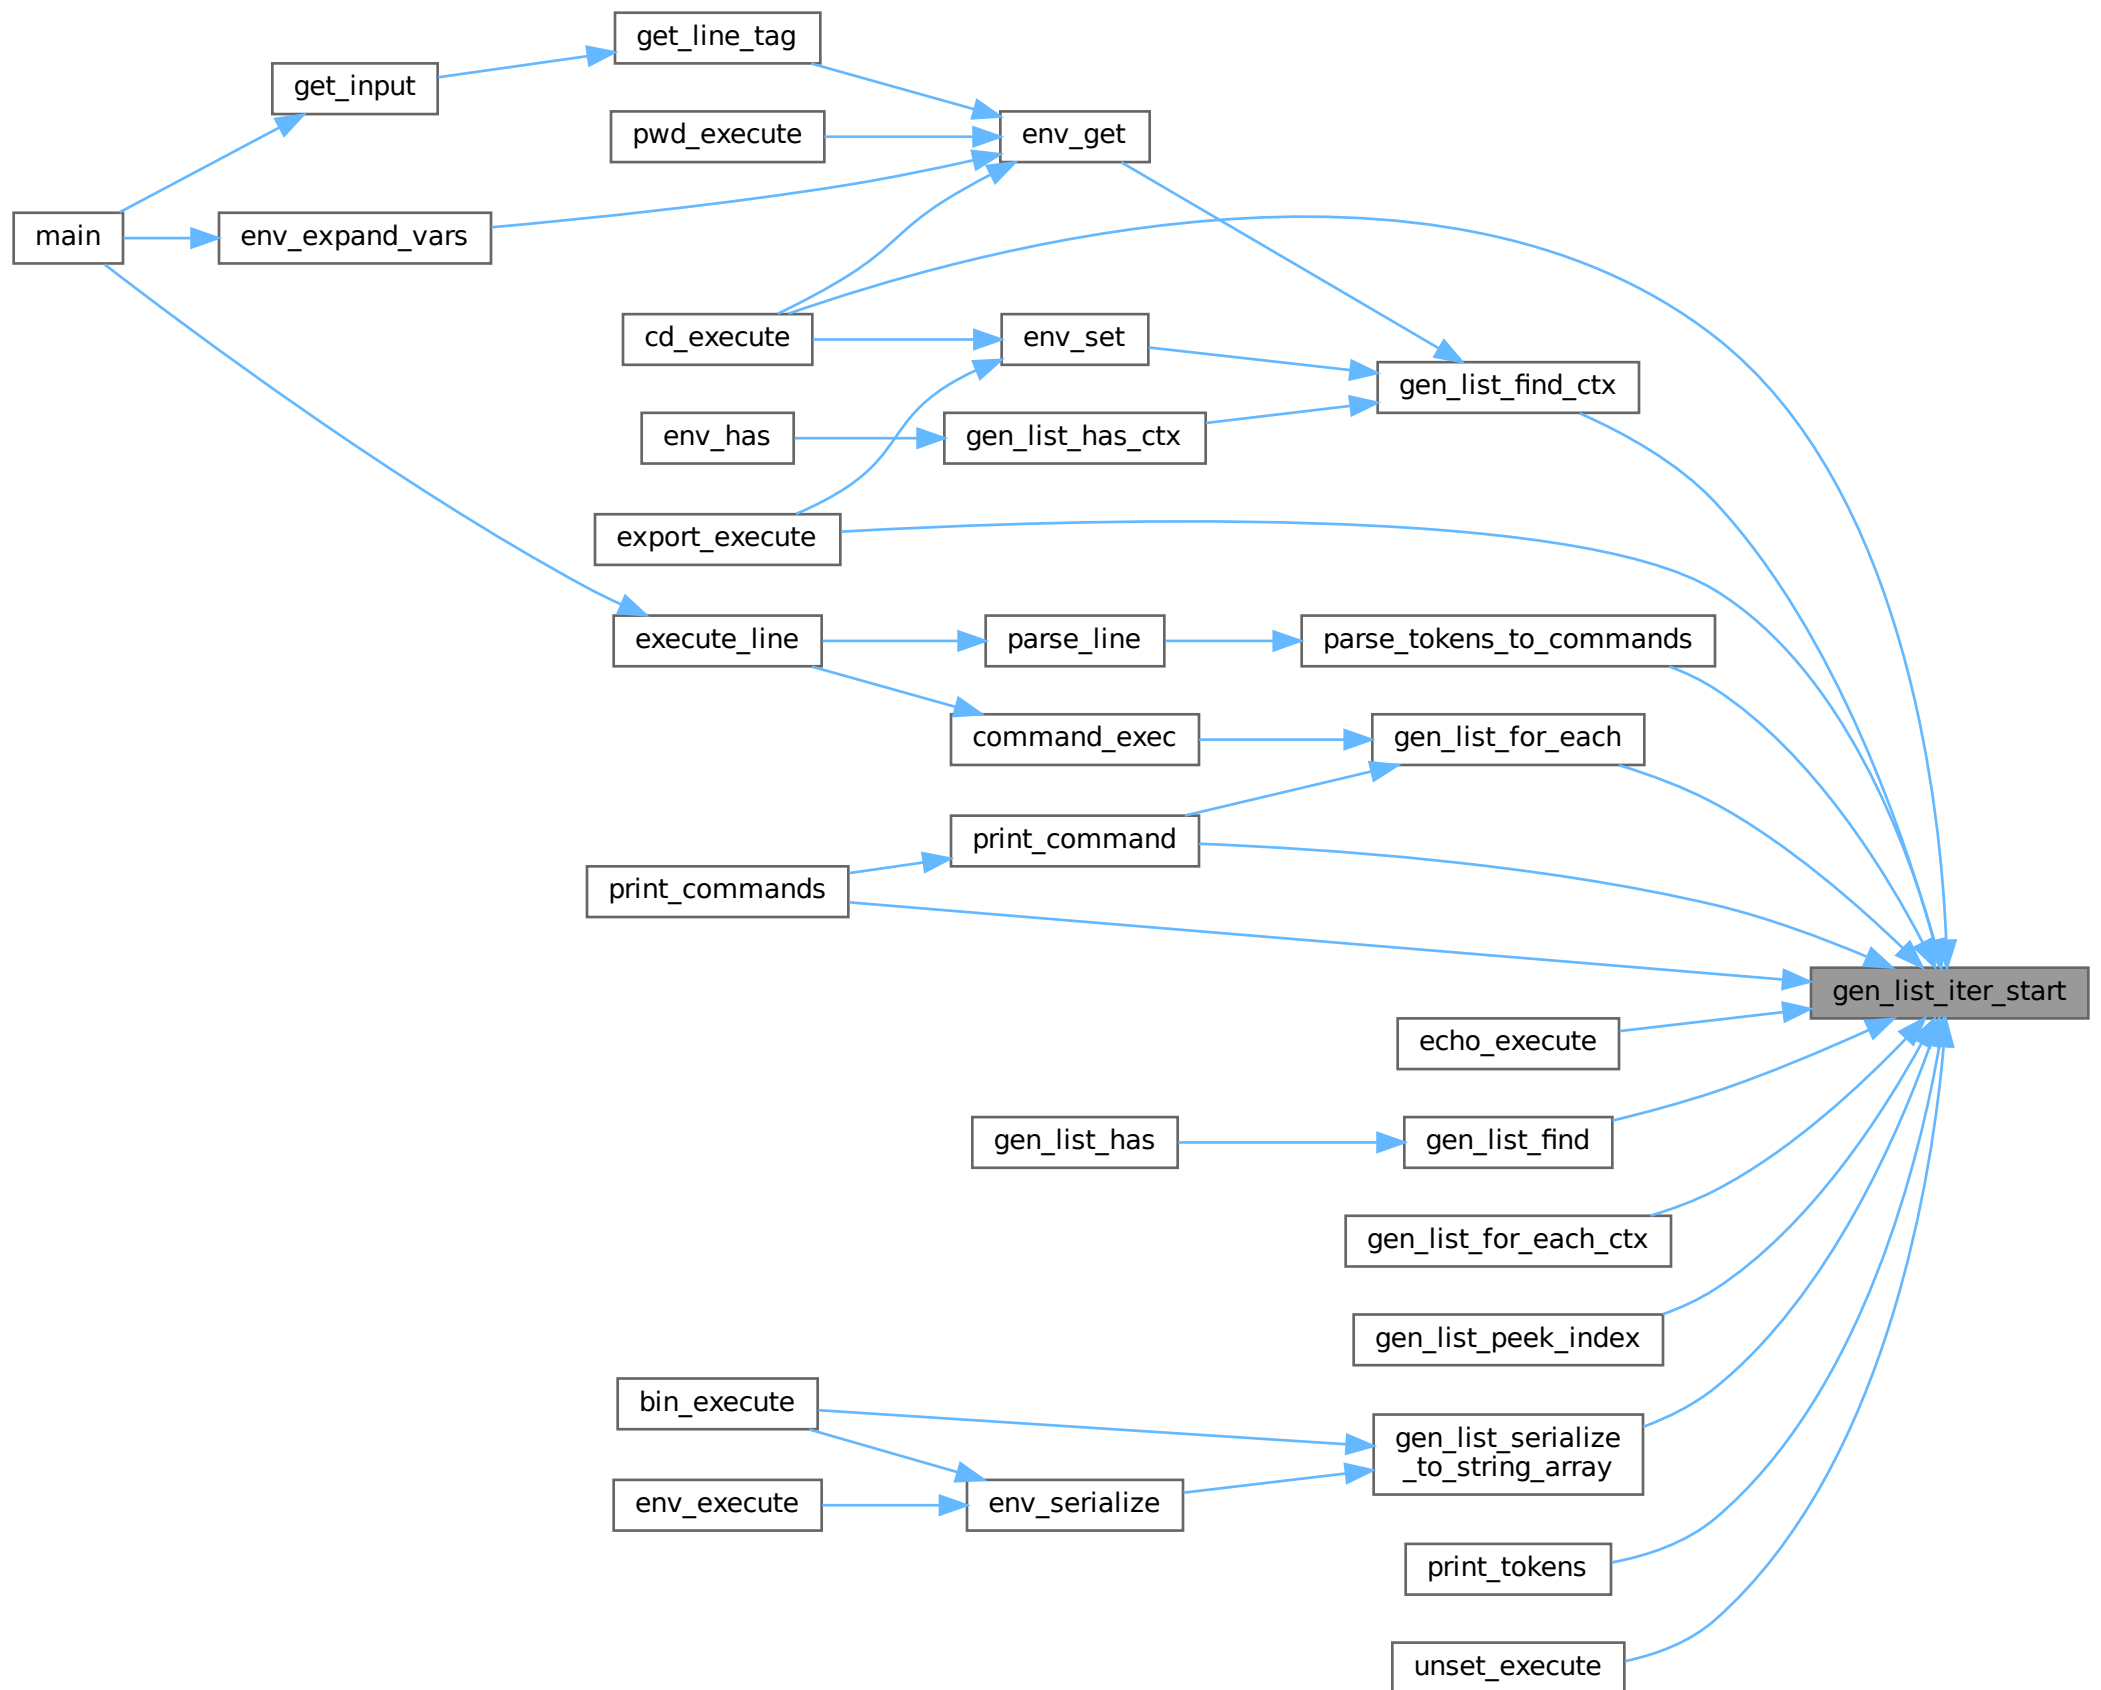 get_line_tag
get_input
pwd_execute
env_get
main
env_expand_vars
cd_execute
env_set
gen_list_find_ctx
env_has
gen_list_has_ctx
export_execute
execute_line
parse_line
parse_tokens_to_commands
command_exec
gen_list_for_each
print_command
print_commands
gen_list_iter_start
echo_execute
gen_list_has
gen_list_find
gen_list_for_each_ctx
gen_list_peek_index
bin_execute
gen_list_serialize
_to_string_array
env_execute
env_serialize
print_tokens
unset_execute